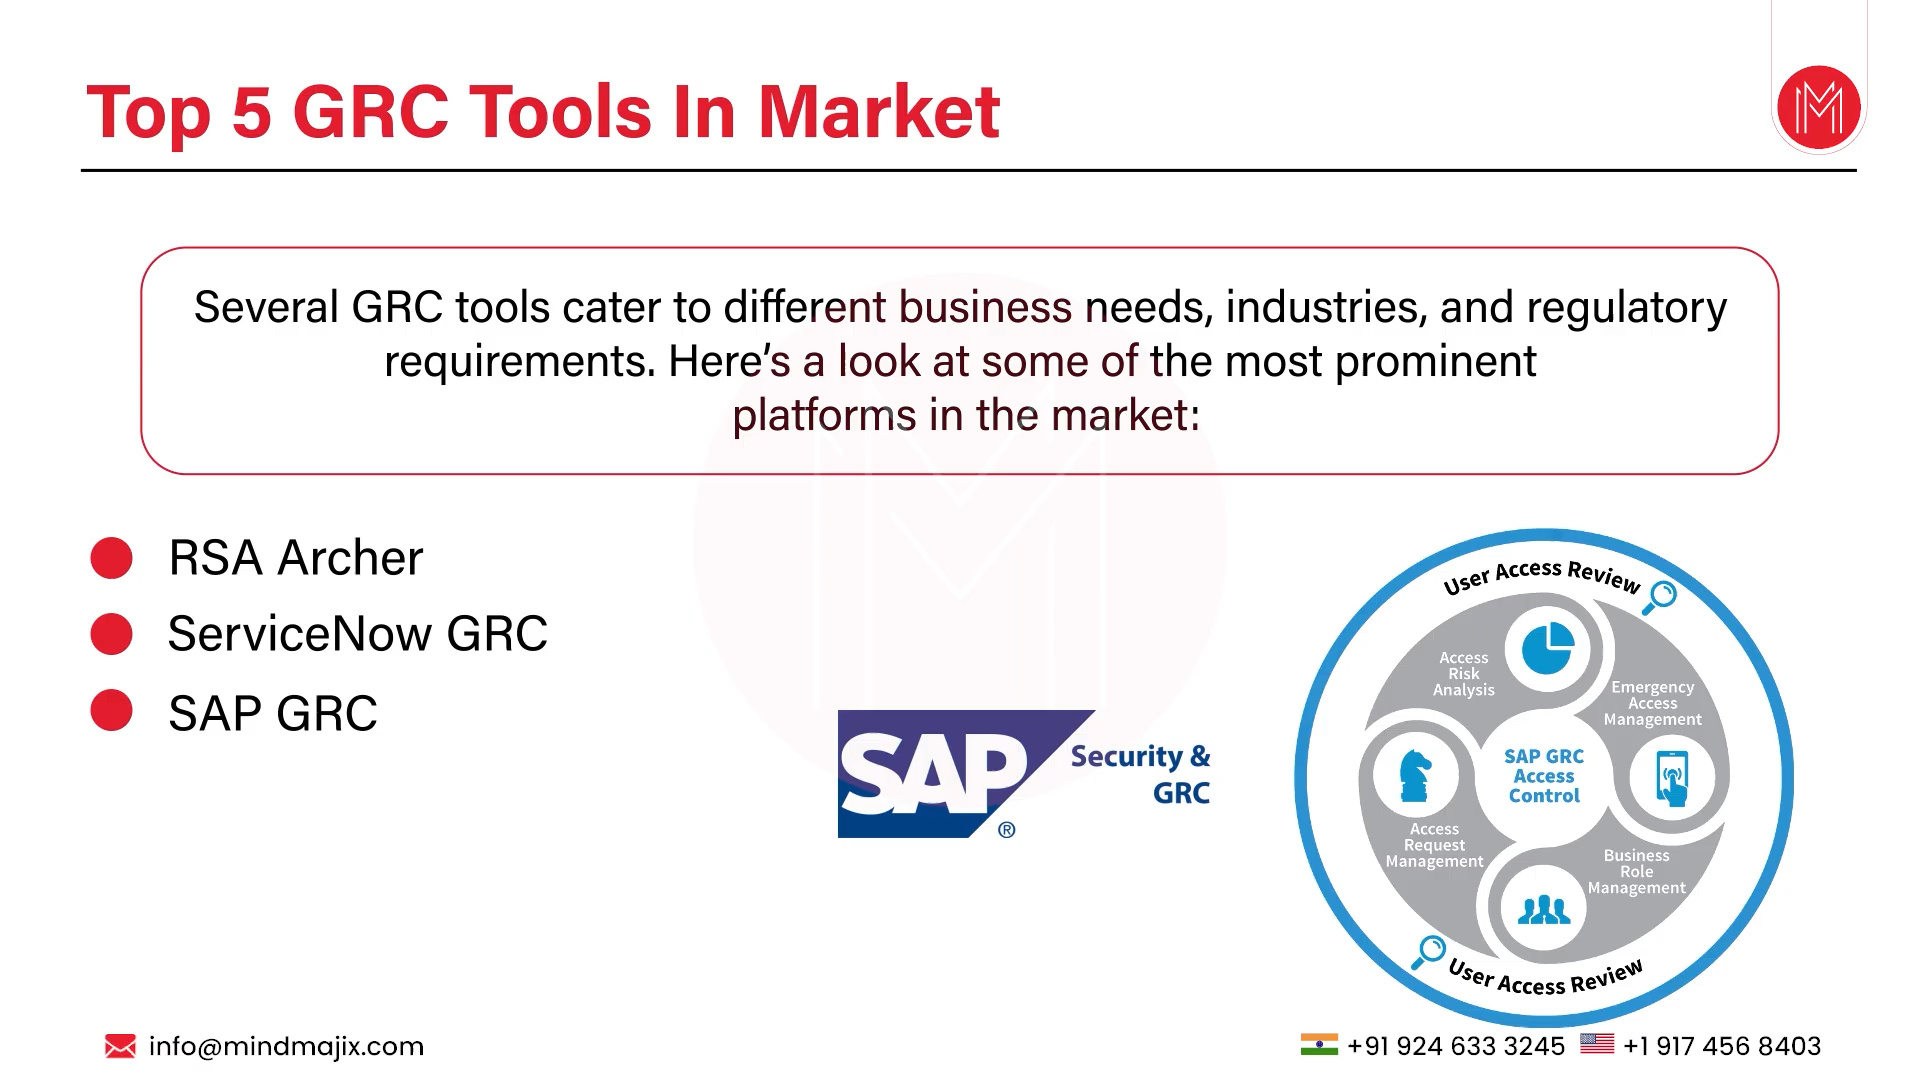 Top 5 GRC Tools In Market
Several GRC tools cater to different business needs, industries, and regulatory
requirements. Here’s a look at some of the most prominent
platforms in the market:
RSA Archer
ServiceNow GRC
SAP GRC
SAP
®
Security &
GRC
User Access Review
Access
Risk
Analysis
Emergency
Access
Management
SAP GRC
Access
Control
Access
Request
Management
Business
Role
Management
User Access Review
info@mindmajix.com
+91 924 633 3245
+1 917 456 8403